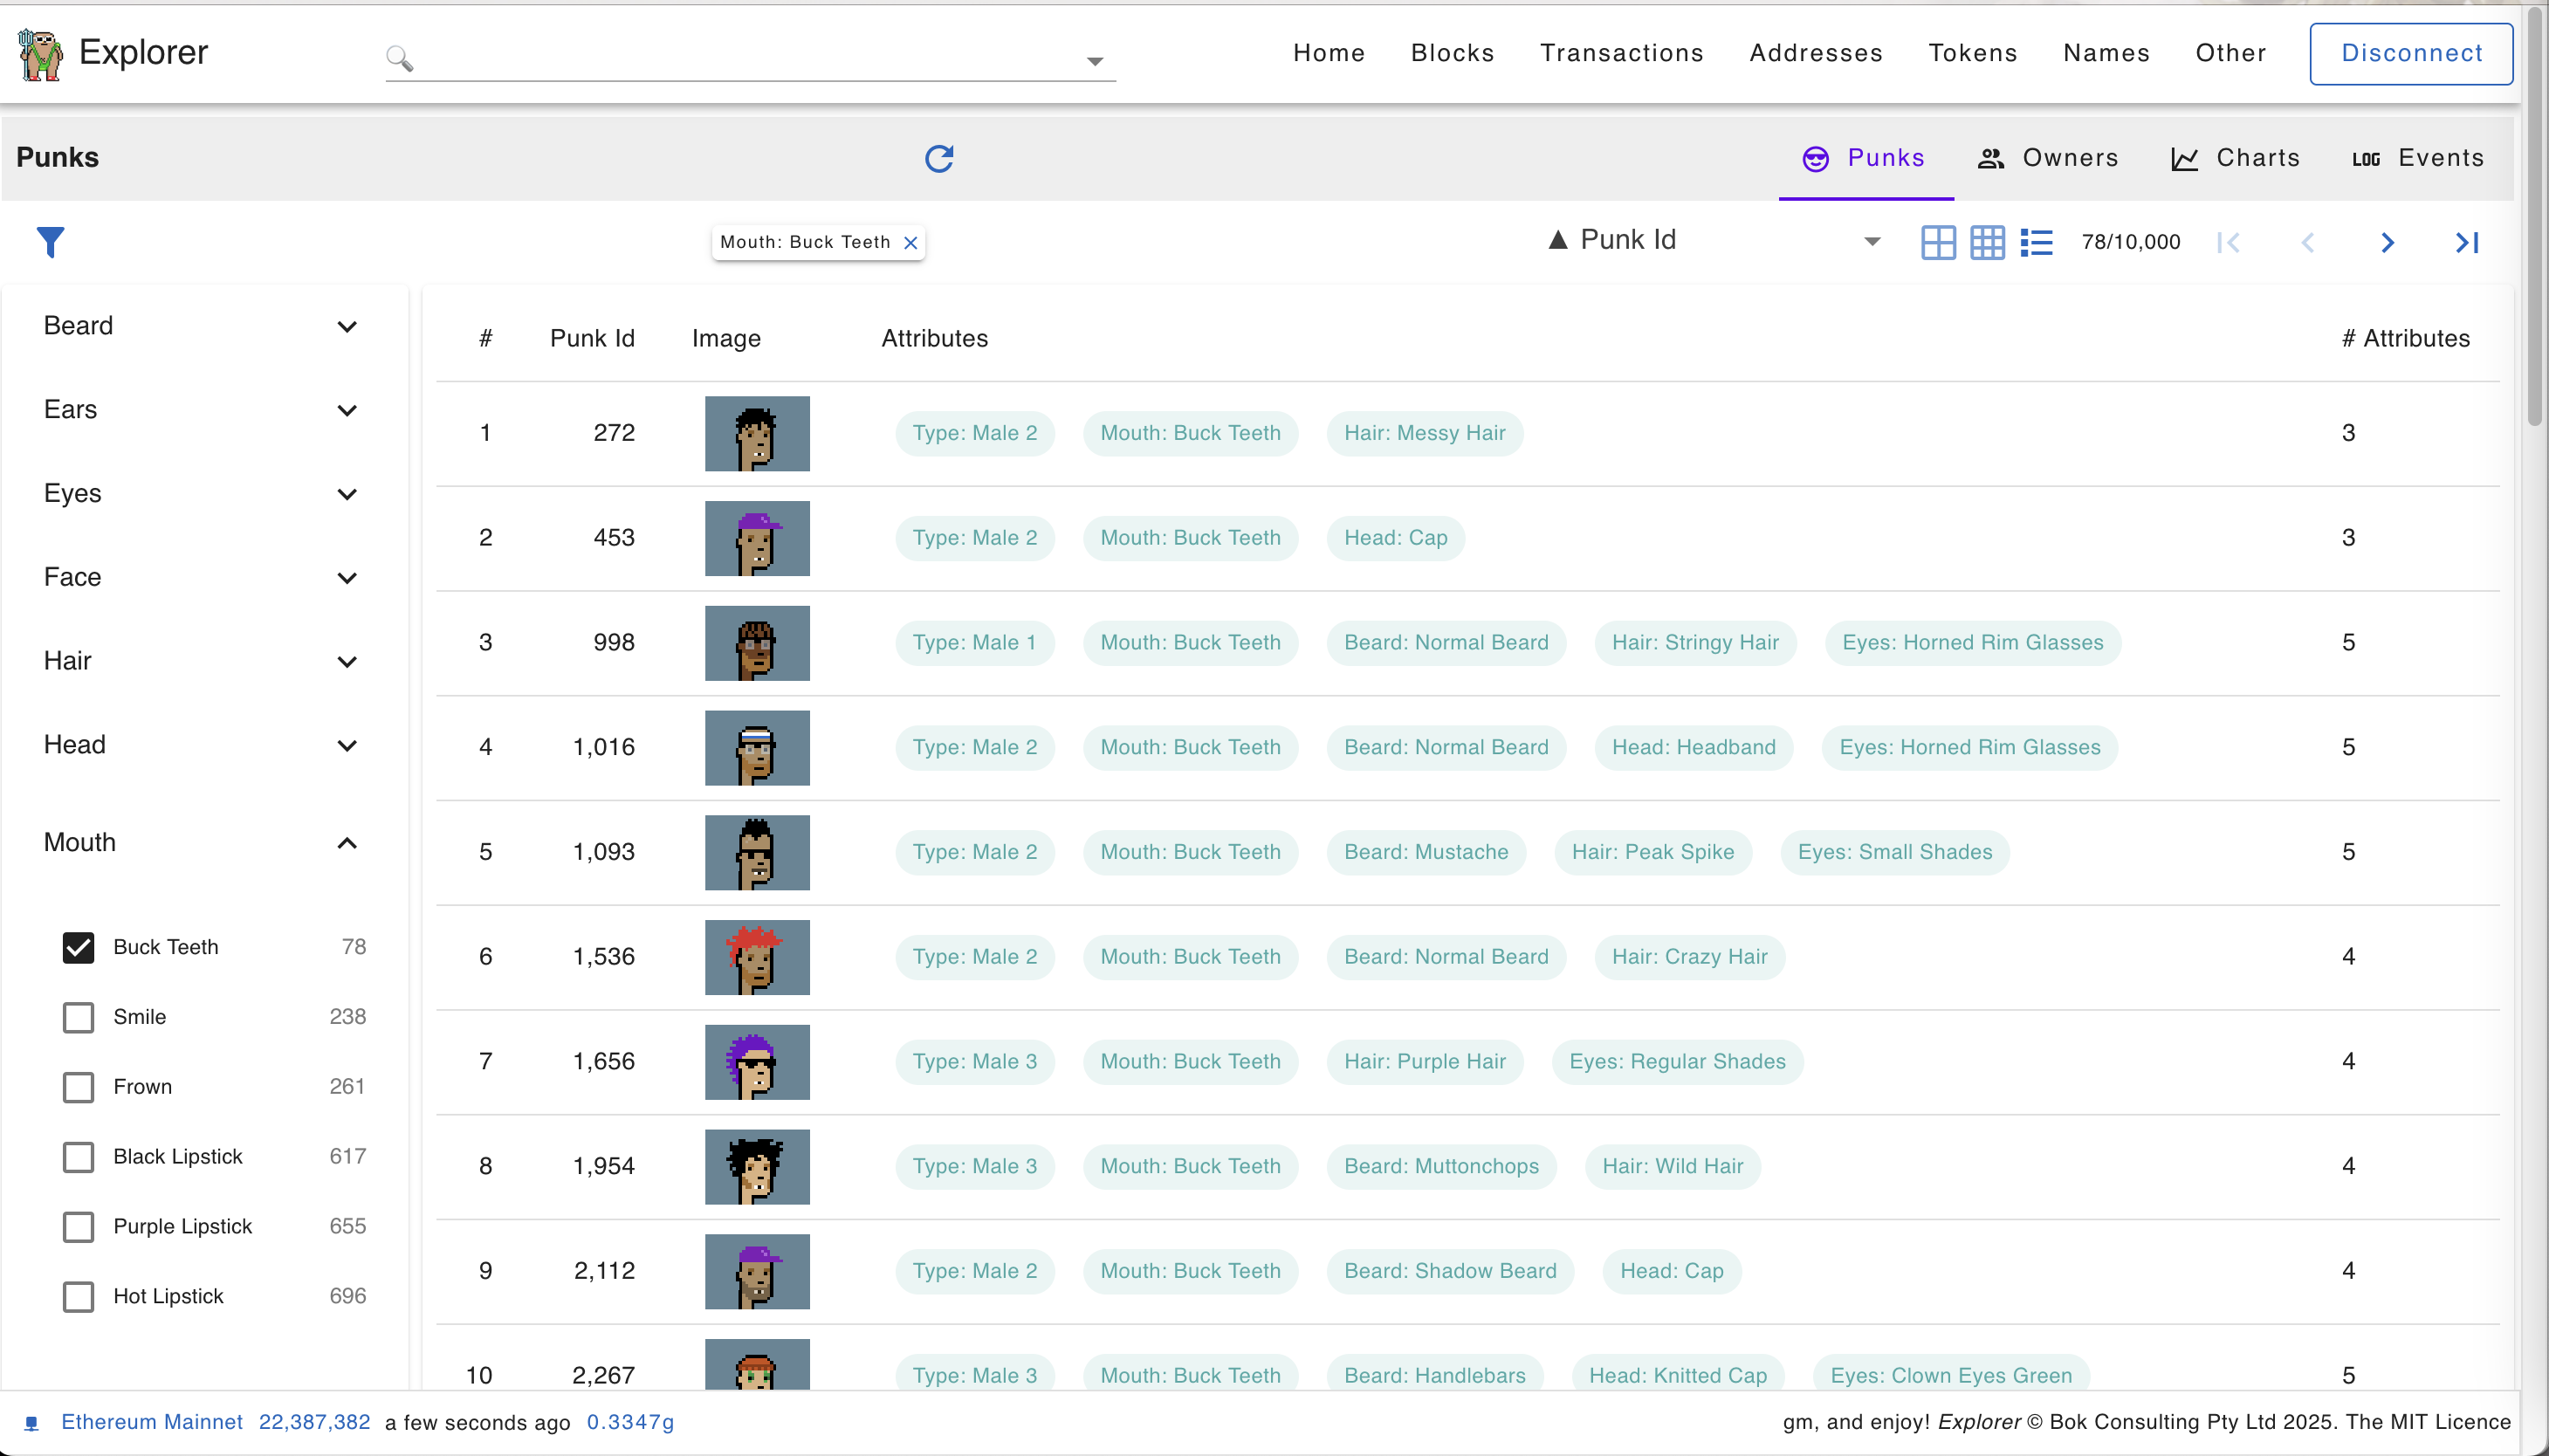 Explorer Home Blocks Transactions Addresses Tokens Names Other Disconnect
Punks Punks Owners Charts LOG Events
Mouth: Buck Teeth ▲ Punk Id 78/10,000
Beard
Ears
Eyes
Face
Hair
Head
Mouth
Buck Teeth 78
Smile 238
Frown 261
Black Lipstick 617
Purple Lipstick 655
Hot Lipstick 696
# Punk Id Image Attributes # Attributes
1 272 Type: Male 2 Mouth: Buck Teeth Hair: Messy Hair 3
2 453 Type: Male 2 Mouth: Buck Teeth Head: Cap 3
3 998 Type: Male 1 Mouth: Buck Teeth Beard: Normal Beard Hair: Stringy Hair Eyes: Horned Rim Glasses 5
4 1,016 Type: Male 2 Mouth: Buck Teeth Beard: Normal Beard Head: Headband Eyes: Horned Rim Glasses 5
5 1,093 Type: Male 2 Mouth: Buck Teeth Beard: Mustache Hair: Peak Spike Eyes: Small Shades 5
6 1,536 Type: Male 2 Mouth: Buck Teeth Beard: Normal Beard Hair: Crazy Hair 4
7 1,656 Type: Male 3 Mouth: Buck Teeth Hair: Purple Hair Eyes: Regular Shades 4
8 1,954 Type: Male 3 Mouth: Buck Teeth Beard: Muttonchops Hair: Wild Hair 4
9 2,112 Type: Male 2 Mouth: Buck Teeth Beard: Shadow Beard Head: Cap 4
10 2,267 Type: Male 3 Mouth: Buck Teeth Beard: Handlebars Head: Knitted Cap Eyes: Clown Eyes Green 5
Ethereum Mainnet 22,387,382 a few seconds ago 0.3347g gm, and enjoy! Explorer © Bok Consulting Pty Ltd 2025. The MIT Licence